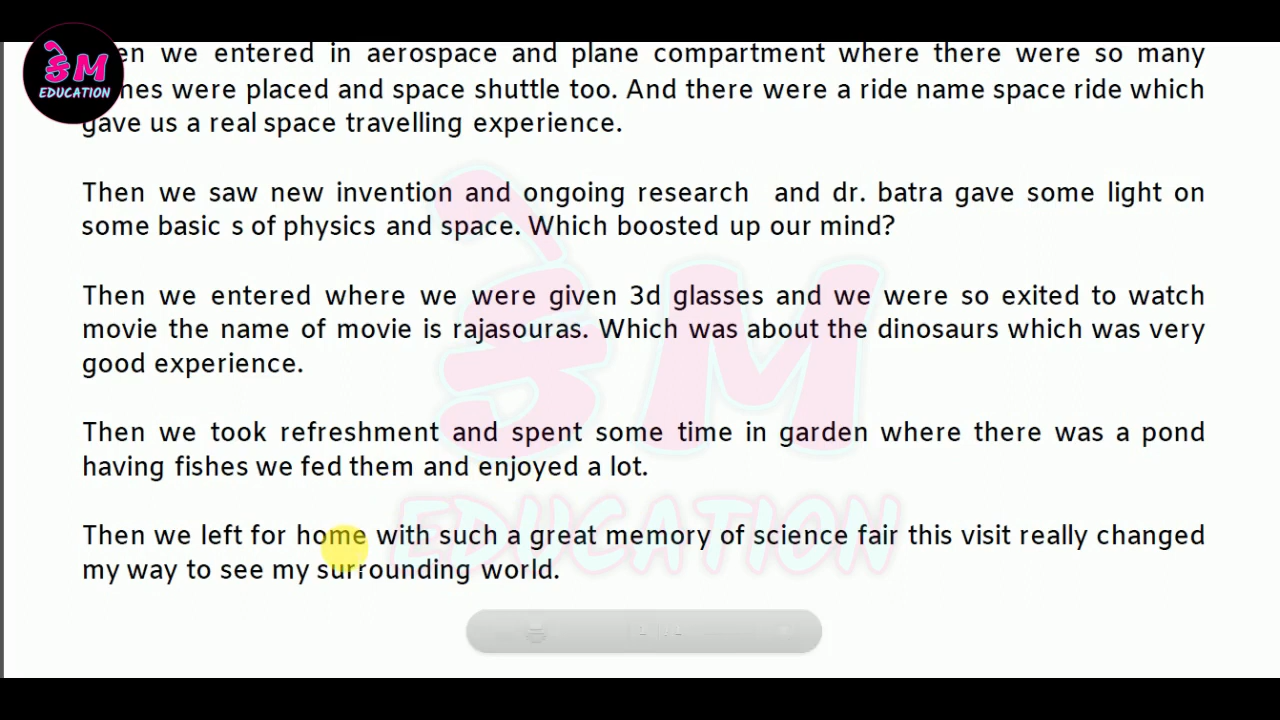 કેM
EDUCATION
en we entered in aerospace and plane compartment where there were so many
nes were placed and space shuttle too. And there were a ride name space ride which
gave us a real space travelling experience.
Then we saw new invention and ongoing research and dr. batra gave some light on
some basic s of physics and space. Which boosted up our mind?
Then we entered where we were given 3d glasses and we were so exited to watch
movie the name of movie is rajasouras. Which was about the dinosaurs which was very
good experience.
Then we took refreshment and spent some time in garden where there was a pond
having fishes we fed them and enjoyed a lot.
Then we left for home with such a great memory of science fair this visit really changed
my way to see my surrounding world.
કેM
EDUCATION